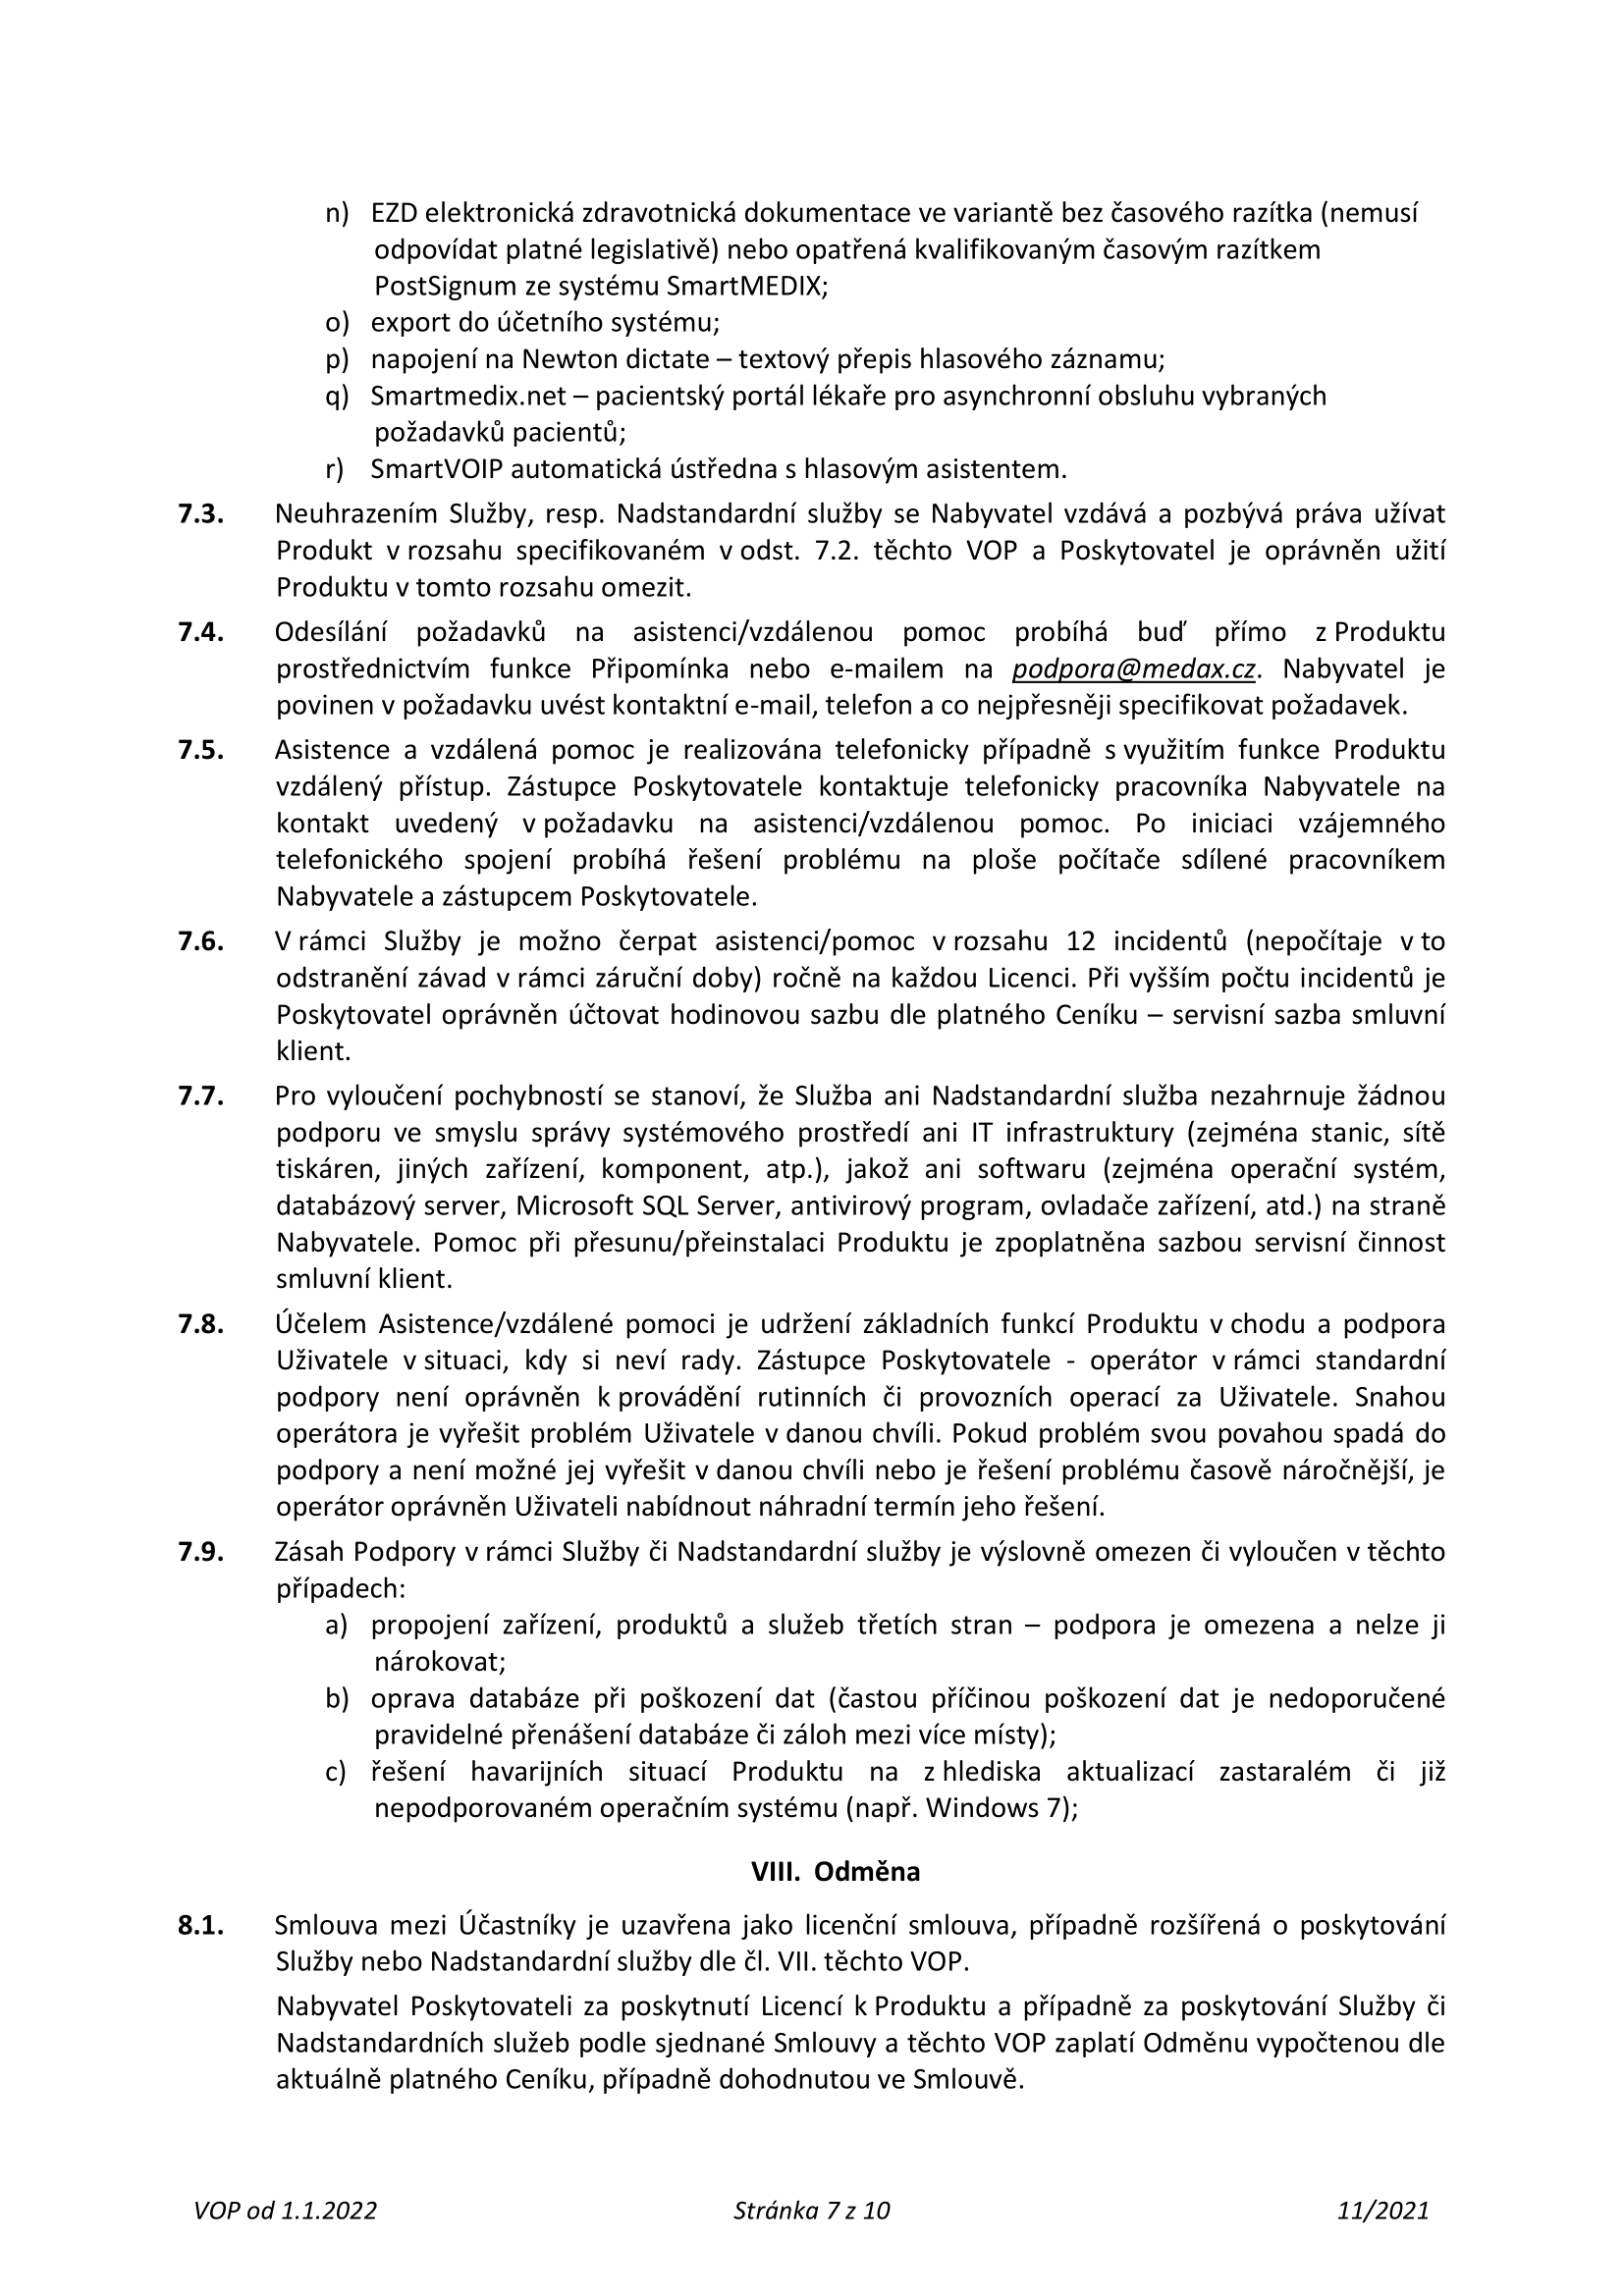 n) EZD elektronická zdravotnická dokumentace ve variantě bez časového razítka (nemusí
odpovídat platné legislativě) nebo opatřená kvalifikovaným časovým razítkem
PostSignum ze systému SmartMEDIX;
o) export do účetního systému;
p) napojení na Newton dictate – textový přepis hlasového záznamu;
q) Smartmedix.net – pacientský portál lékaře pro asynchronní obsluhu vybraných
požadavků pacientů;
r) SmartVOIP automatická ústředna s hlasovým asistentem.
7.3. Neuhrazením Služby, resp. Nadstandardní služby se Nabyvatel vzdává a pozbývá práva užívat
Produkt v rozsahu specifikovaném v odst. 7.2. těchto VOP a Poskytovatel je oprávněn užití
Produktu v tomto rozsahu omezit.
7.4. Odesílání požadavků na asistenci/vzdálenou pomoc probíhá buď přímo z Produktu
prostřednictvím funkce Připomínka nebo e-mailem na podpora@medax.cz. Nabyvatel je
povinen v požadavku uvést kontaktní e-mail, telefon a co nejpřesněji specifikovat požadavek.
7.5. Asistence a vzdálená pomoc je realizována telefonicky případně s využitím funkce Produktu
vzdálený přístup. Zástupce Poskytovatele kontaktuje telefonicky pracovníka Nabyvatele na
kontakt uvedený v požadavku na asistenci/vzdálenou pomoc. Po iniciaci vzájemného
telefonického spojení probíhá řešení problému na ploše počítače sdílené pracovníkem
Nabyvatele a zástupcem Poskytovatele.
7.6. V rámci Služby je možno čerpat asistenci/pomoc v rozsahu 12 incidentů (nepočítaje v to
odstranění závad v rámci záruční doby) ročně na každou Licenci. Při vyšším počtu incidentů je
Poskytovatel oprávněn účtovat hodinovou sazbu dle platného Ceníku – servisní sazba smluvní
klient.
7.7. Pro vyloučení pochybností se stanoví, že Služba ani Nadstandardní služba nezahrnuje žádnou
podporu ve smyslu správy systémového prostředí ani IT infrastruktury (zejména stanic, sítě
tiskáren, jiných zařízení, komponent, atp.), jakož ani softwaru (zejména operační systém,
databázový server, Microsoft SQL Server, antivirový program, ovladače zařízení, atd.) na straně
Nabyvatele. Pomoc při přesunu/přeinstalaci Produktu je zpoplatněna sazbou servisní činnost
smluvní klient.
7.8. Účelem Asistence/vzdálené pomoci je udržení základních funkcí Produktu v chodu a podpora
Uživatele v situaci, kdy si neví rady. Zástupce Poskytovatele - operátor v rámci standardní
podpory není oprávněn k provádění rutinních či provozních operací za Uživatele. Snahou
operátora je vyřešit problém Uživatele v danou chvíli. Pokud problém svou povahou spadá do
podpory a není možné jej vyřešit v danou chvíli nebo je řešení problému časově náročnější, je
operátor oprávněn Uživateli nabídnout náhradní termín jeho řešení.
7.9. Zásah Podpory v rámci Služby či Nadstandardní služby je výslovně omezen či vyloučen v těchto
případech:
a) propojení zařízení, produktů a služeb třetích stran – podpora je omezena a nelze ji
nárokovat;
b) oprava databáze při poškození dat (častou příčinou poškození dat je nedoporučené
pravidelné přenášení databáze či záloh mezi více místy);
c) řešení havarijních situací Produktu na z hlediska aktualizací zastaralém či již
nepodporovaném operačním systému (např. Windows 7);
VIII. Odměna
8.1. Smlouva mezi Účastníky je uzavřena jako licenční smlouva, případně rozšířená o poskytování
Služby nebo Nadstandardní služby dle čl. VII. těchto VOP.
Nabyvatel Poskytovateli za poskytnutí Licencí k Produktu a případně za poskytování Služby či
Nadstandardních služeb podle sjednané Smlouvy a těchto VOP zaplatí Odměnu vypočtenou dle
aktuálně platného Ceníku, případně dohodnutou ve Smlouvě.
VOP od 1.1.2022 Stránka 7 z 10 11/2021